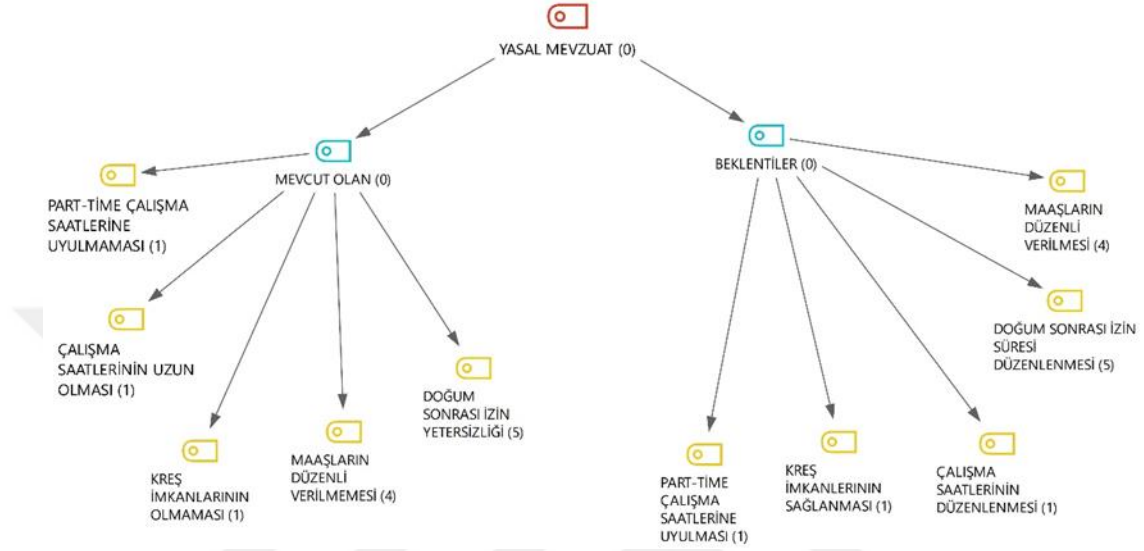 YASAL MEVZUAT (0)
MEVCUT OLAN (0)
PART-TİME ÇALIŞMA
SAATLERİNE
UYULMAMASI (1)
ÇALIŞMA
SAATLERİNİN UZUN
OLMASI (1)
KREŞ
İMKANLARININ
OLMAMASI (1)
MAAŞLARIN
DÜZENLİ
VERİLMEMESİ (4)
DOĞUM
SONRASI İZİN
YETERSİZLİĞİ (5)
BEKLENTİLER (0)
PART-TİME
ÇALIŞMA
SAATLERİNE
UYULMASI (1)
KREŞ
İMKANLERININ
SAĞLANMASI (1)
ÇALIŞMA
SAATLERİNİN
DÜZENLENMESİ (1)
DOĞUM SONRASI İZİN
SÜRESİ
DÜZENLENMESİ (5)
MAAŞLARIN
DÜZENLİ
VERİLMESİ (4)